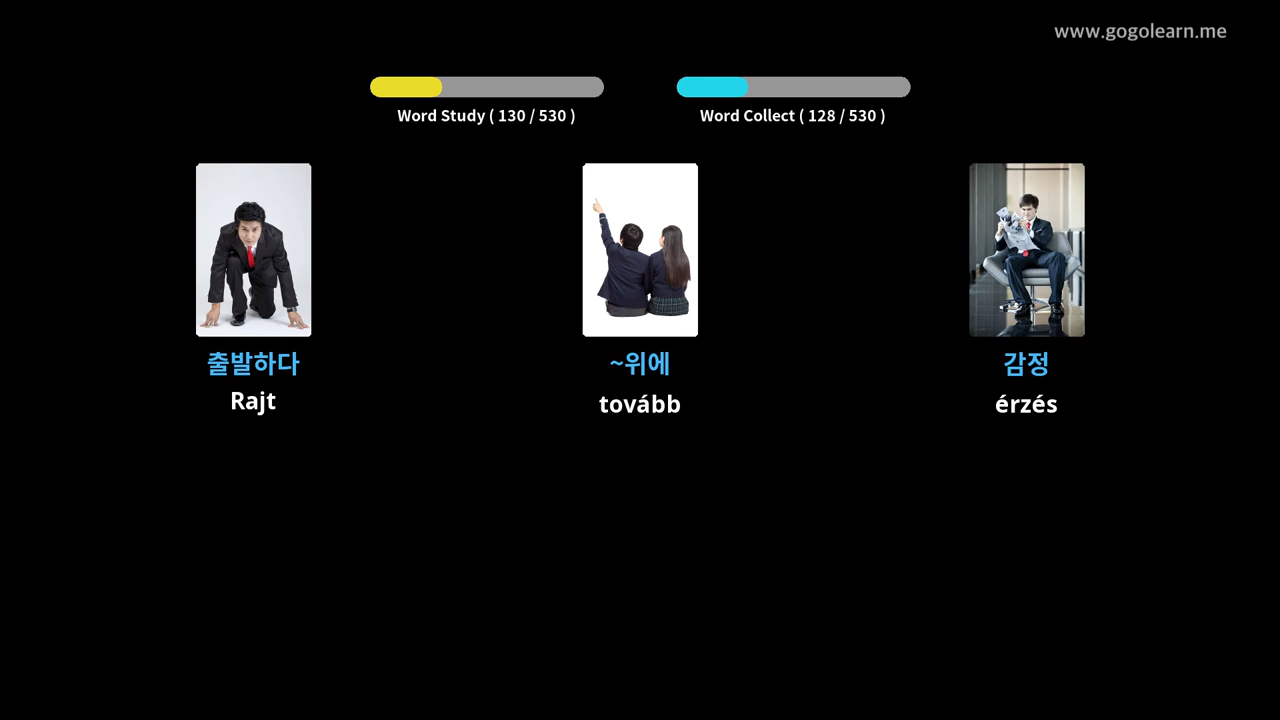 www.gogolearn.me
Word Study ( 130 / 530 )
Word Collect ( 128 / 530 )
출발하다
~위에
감정
Rajt
tovább
érzés